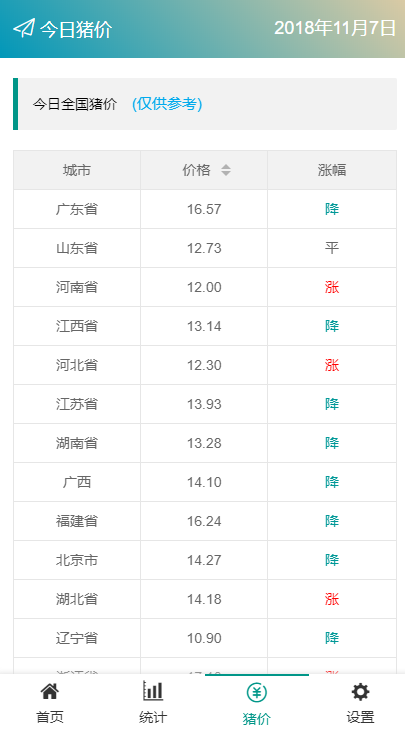 今日猪价 2018年11月7日
今日全国猪价 (仅供参考)
城市 价格 涨幅
广东省 16.57 降
山东省 12.73 平
河南省 12.00 涨
江西省 13.14 降
河北省 12.30 涨
江苏省 13.93 降
湖南省 13.28 降
广西 14.10 降
福建省 16.24 降
北京市 14.27 降
湖北省 14.18 涨
辽宁省 10.90 降
首页 统计 猪价 设置